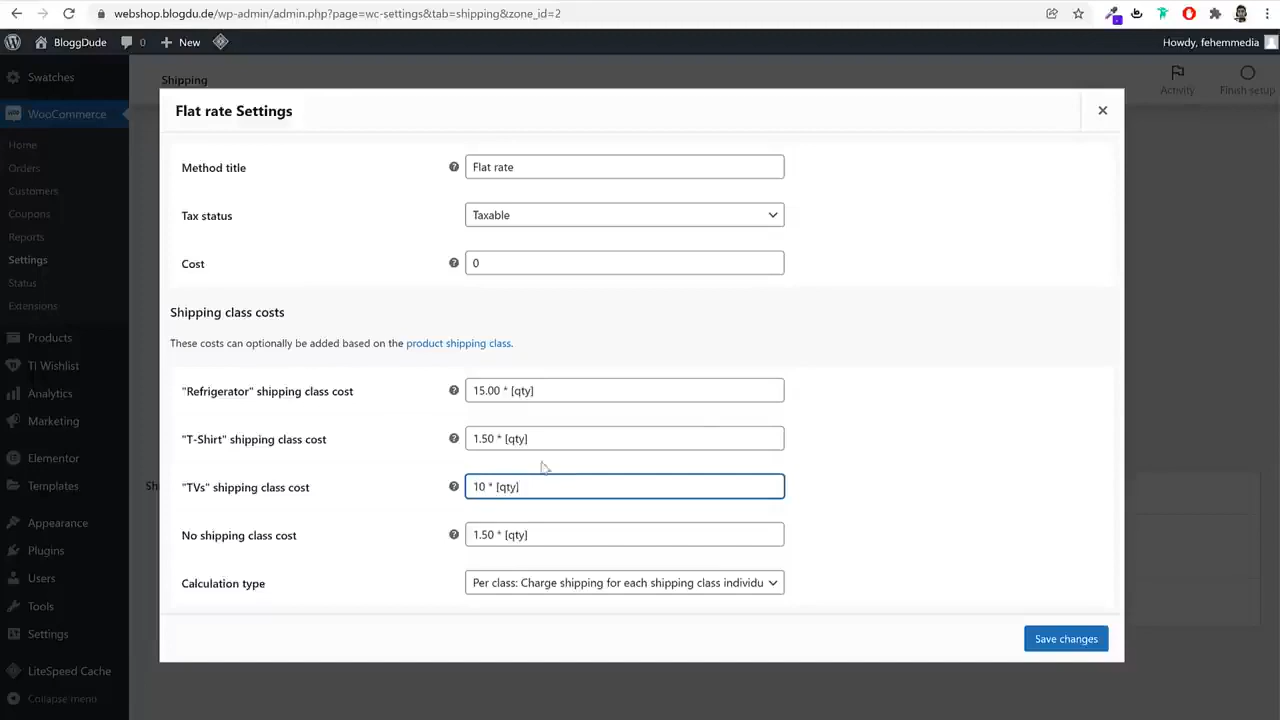 webshop.blogdu.de/wp-admin/admin.php?page=wc-settings&tab=shipping&zone_id=2
BloggDude 0 New Howdy, fehemmedia
Swatches
WooCommerce
Home
Orders
Customers
Coupons
Reports
Settings
Status
Extensions
Products
TI Wishlist
Analytics
Marketing
Elementor
Templates
Appearance
Plugins
Users
Tools
Settings
LiteSpeed Cache
Collapse menu
Shipping
Activity
Finish setup
Sh
Flat rate Settings
Method title Flat rate
Tax status Taxable
Cost 0
Shipping class costs
These costs can optionally be added based on the product shipping class.
"Refrigerator" shipping class cost 15.00 * [qty]
"T-Shirt" shipping class cost 1.50 * [qty]
"TVs" shipping class cost 10 * [qty]
No shipping class cost 1.50 * [qty]
Calculation type Per class: Charge shipping for each shipping class individu
Save changes